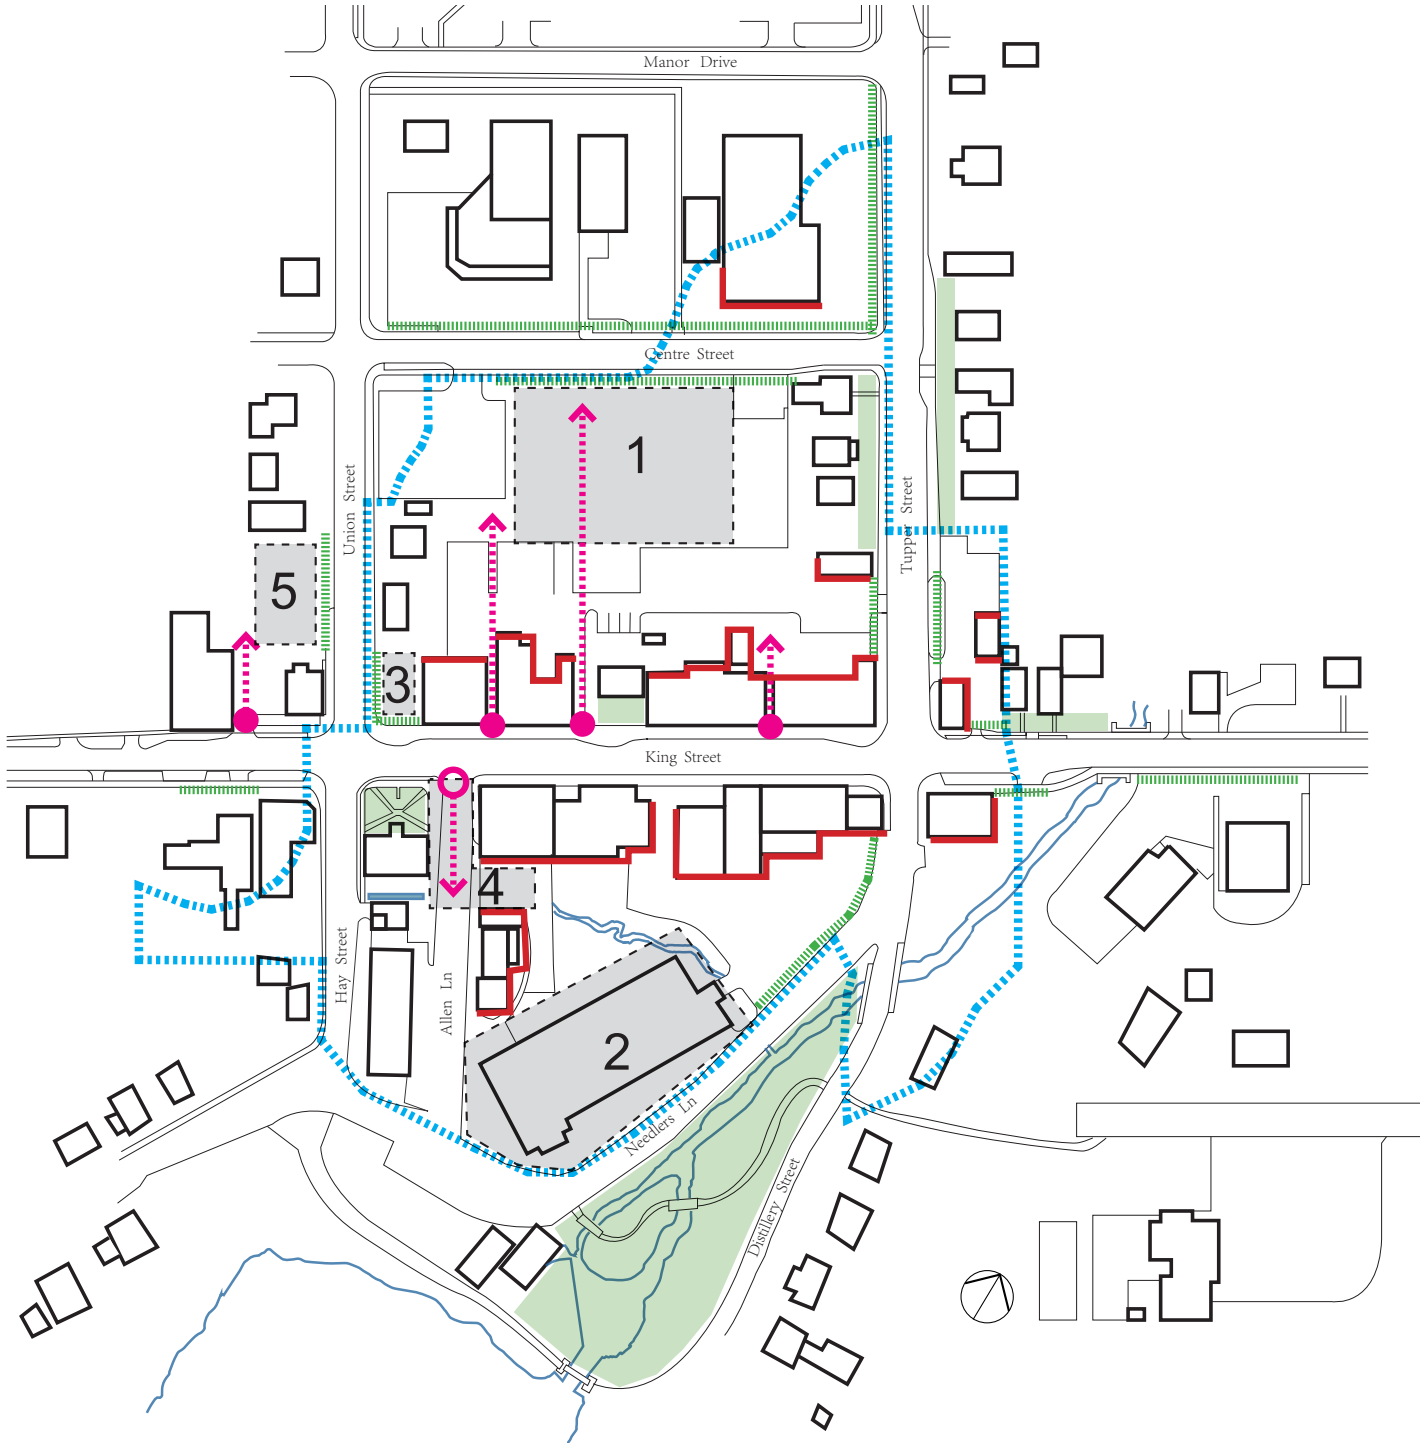 Manor Drive
Centre Street
1
Union Street
Tupper Street
5
3
King Street
4
Hay Street
Allen Ln
2
Needlers Ln
Distillery Street